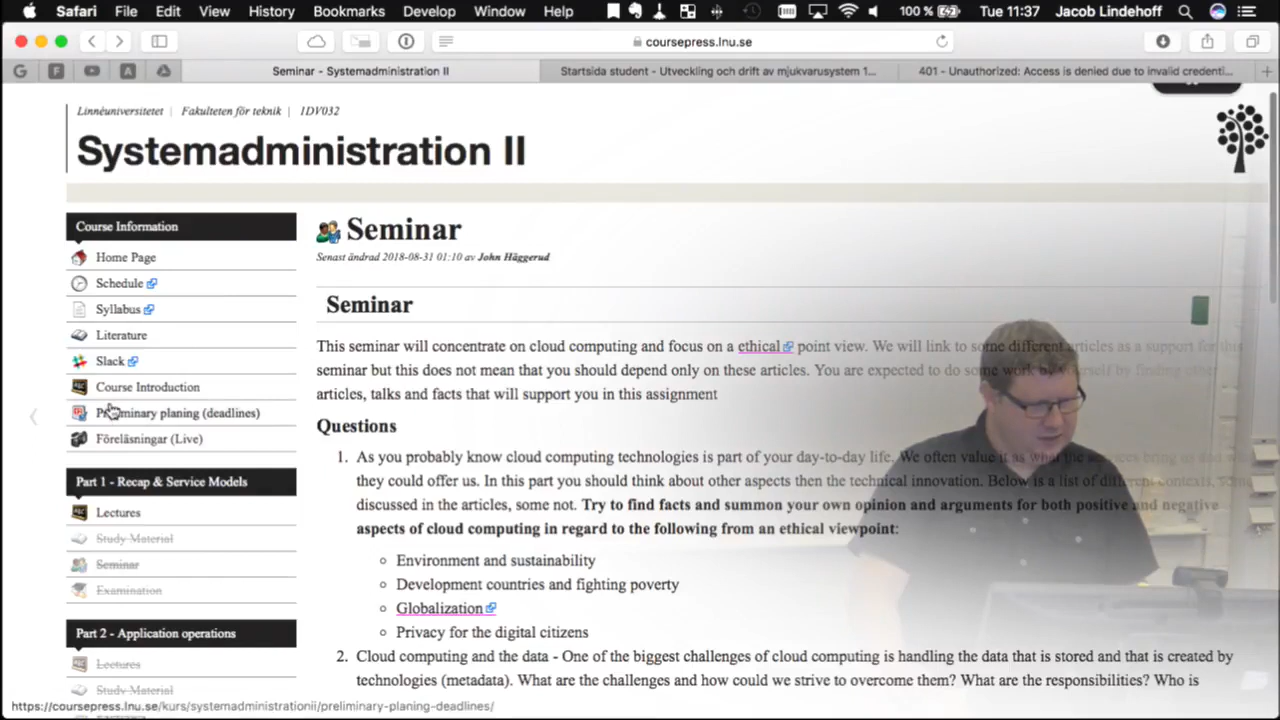 Safari File Edit View History Bookmarks Develop Window Help 100 % Tue 11:37 Jacob Lindehoff
coursepress.lnu.se
Seminar - Systemadministration II
Startsida student - Utveckling och drift av mjukvarusystem 1...
401 - Unauthorized: Access is denied due to invalid credenti...
Linnéuniversitetet | Fakulteten för teknik | 1DV032
Systemadministration II
Course Information
Home Page
Schedule
Syllabus
Literature
Slack
Course Introduction
Preliminary planing (deadlines)
Föreläsningar (Live)
Part 1 - Recap & Service Models
Lectures
Study Material
Seminar
Examination
Part 2 - Application operations
Lectures
Study Material
Seminar
Senast ändrad 2018-08-31 01:10 av John Häggerud
Seminar
This seminar will concentrate on cloud computing and focus on a ethical point view. We will link to some different articles as a support for this
seminar but this does not mean that you should depend only on these articles. You are expected to do some work by yourself by finding other
articles, talks and facts that will support you in this assignment
Questions
1. As you probably know cloud computing technologies is part of your day-to-day life. We often value it as what the services bring us and
they could offer us. In this part you should think about other aspects then the technical innovation. Below is a list of different contexts, some
discussed in the articles, some not. Try to find facts and summon your own opinion and arguments for both positive and negative
aspects of cloud computing in regard to the following from an ethical viewpoint:
Environment and sustainability
Development countries and fighting poverty
Globalization
Privacy for the digital citizens
2. Cloud computing and the data - One of the biggest challenges of cloud computing is handling the data that is stored and that is created by
technologies (metadata). What are the challenges and how could we strive to overcome them? What are the responsibilities? Who is
https://coursepress.lnu.se/kurs/systemadministrationii/preliminary-planing-deadlines/